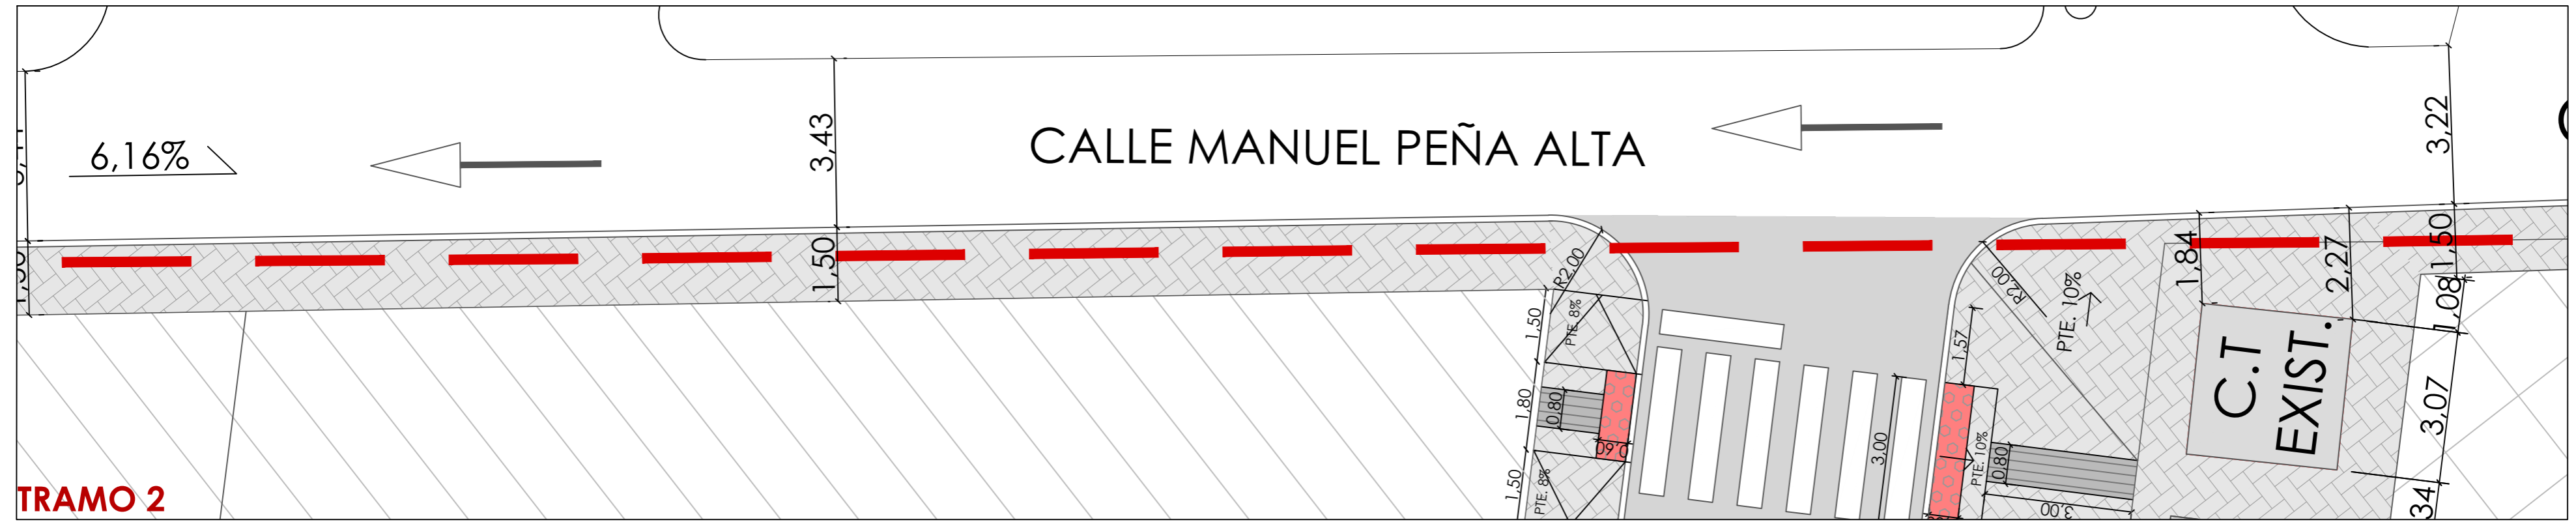 6,16%
3,43
CALLE MANUEL PEÑA ALTA
3,22
1,50
1,50
R2,00
PTE. 8%
1,50
1,80
0,80
0,60
1,50
PTE. 8%
3,00
1,57
R2,00
PTE. 10%
PTE. 10%
0,80
3,00
1,84
2,27
1,08
3,07
C.T
EXIST.
TRAMO 2